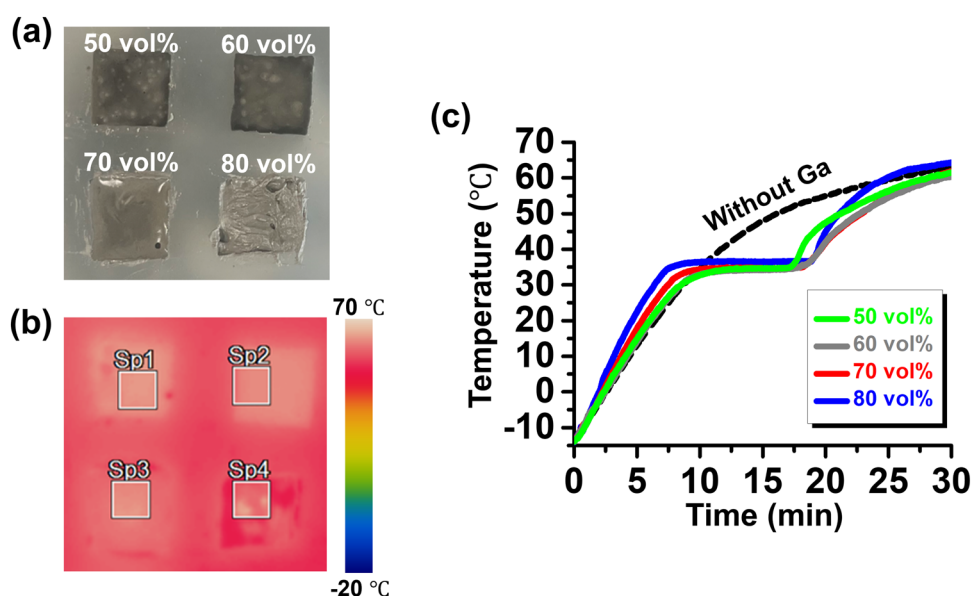 (a)
50 vol% 60 vol%
70 vol% 80 vol%
(b)
70 °C
Sp1 Sp2
Sp3 Sp4
-20 °C
(c)
Temperature (°C)
70
60
50
40
30
20
10
0
-10
Without Ga
50 vol%
60 vol%
70 vol%
80 vol%
0 5 10 15 20 25 30
Time (min)